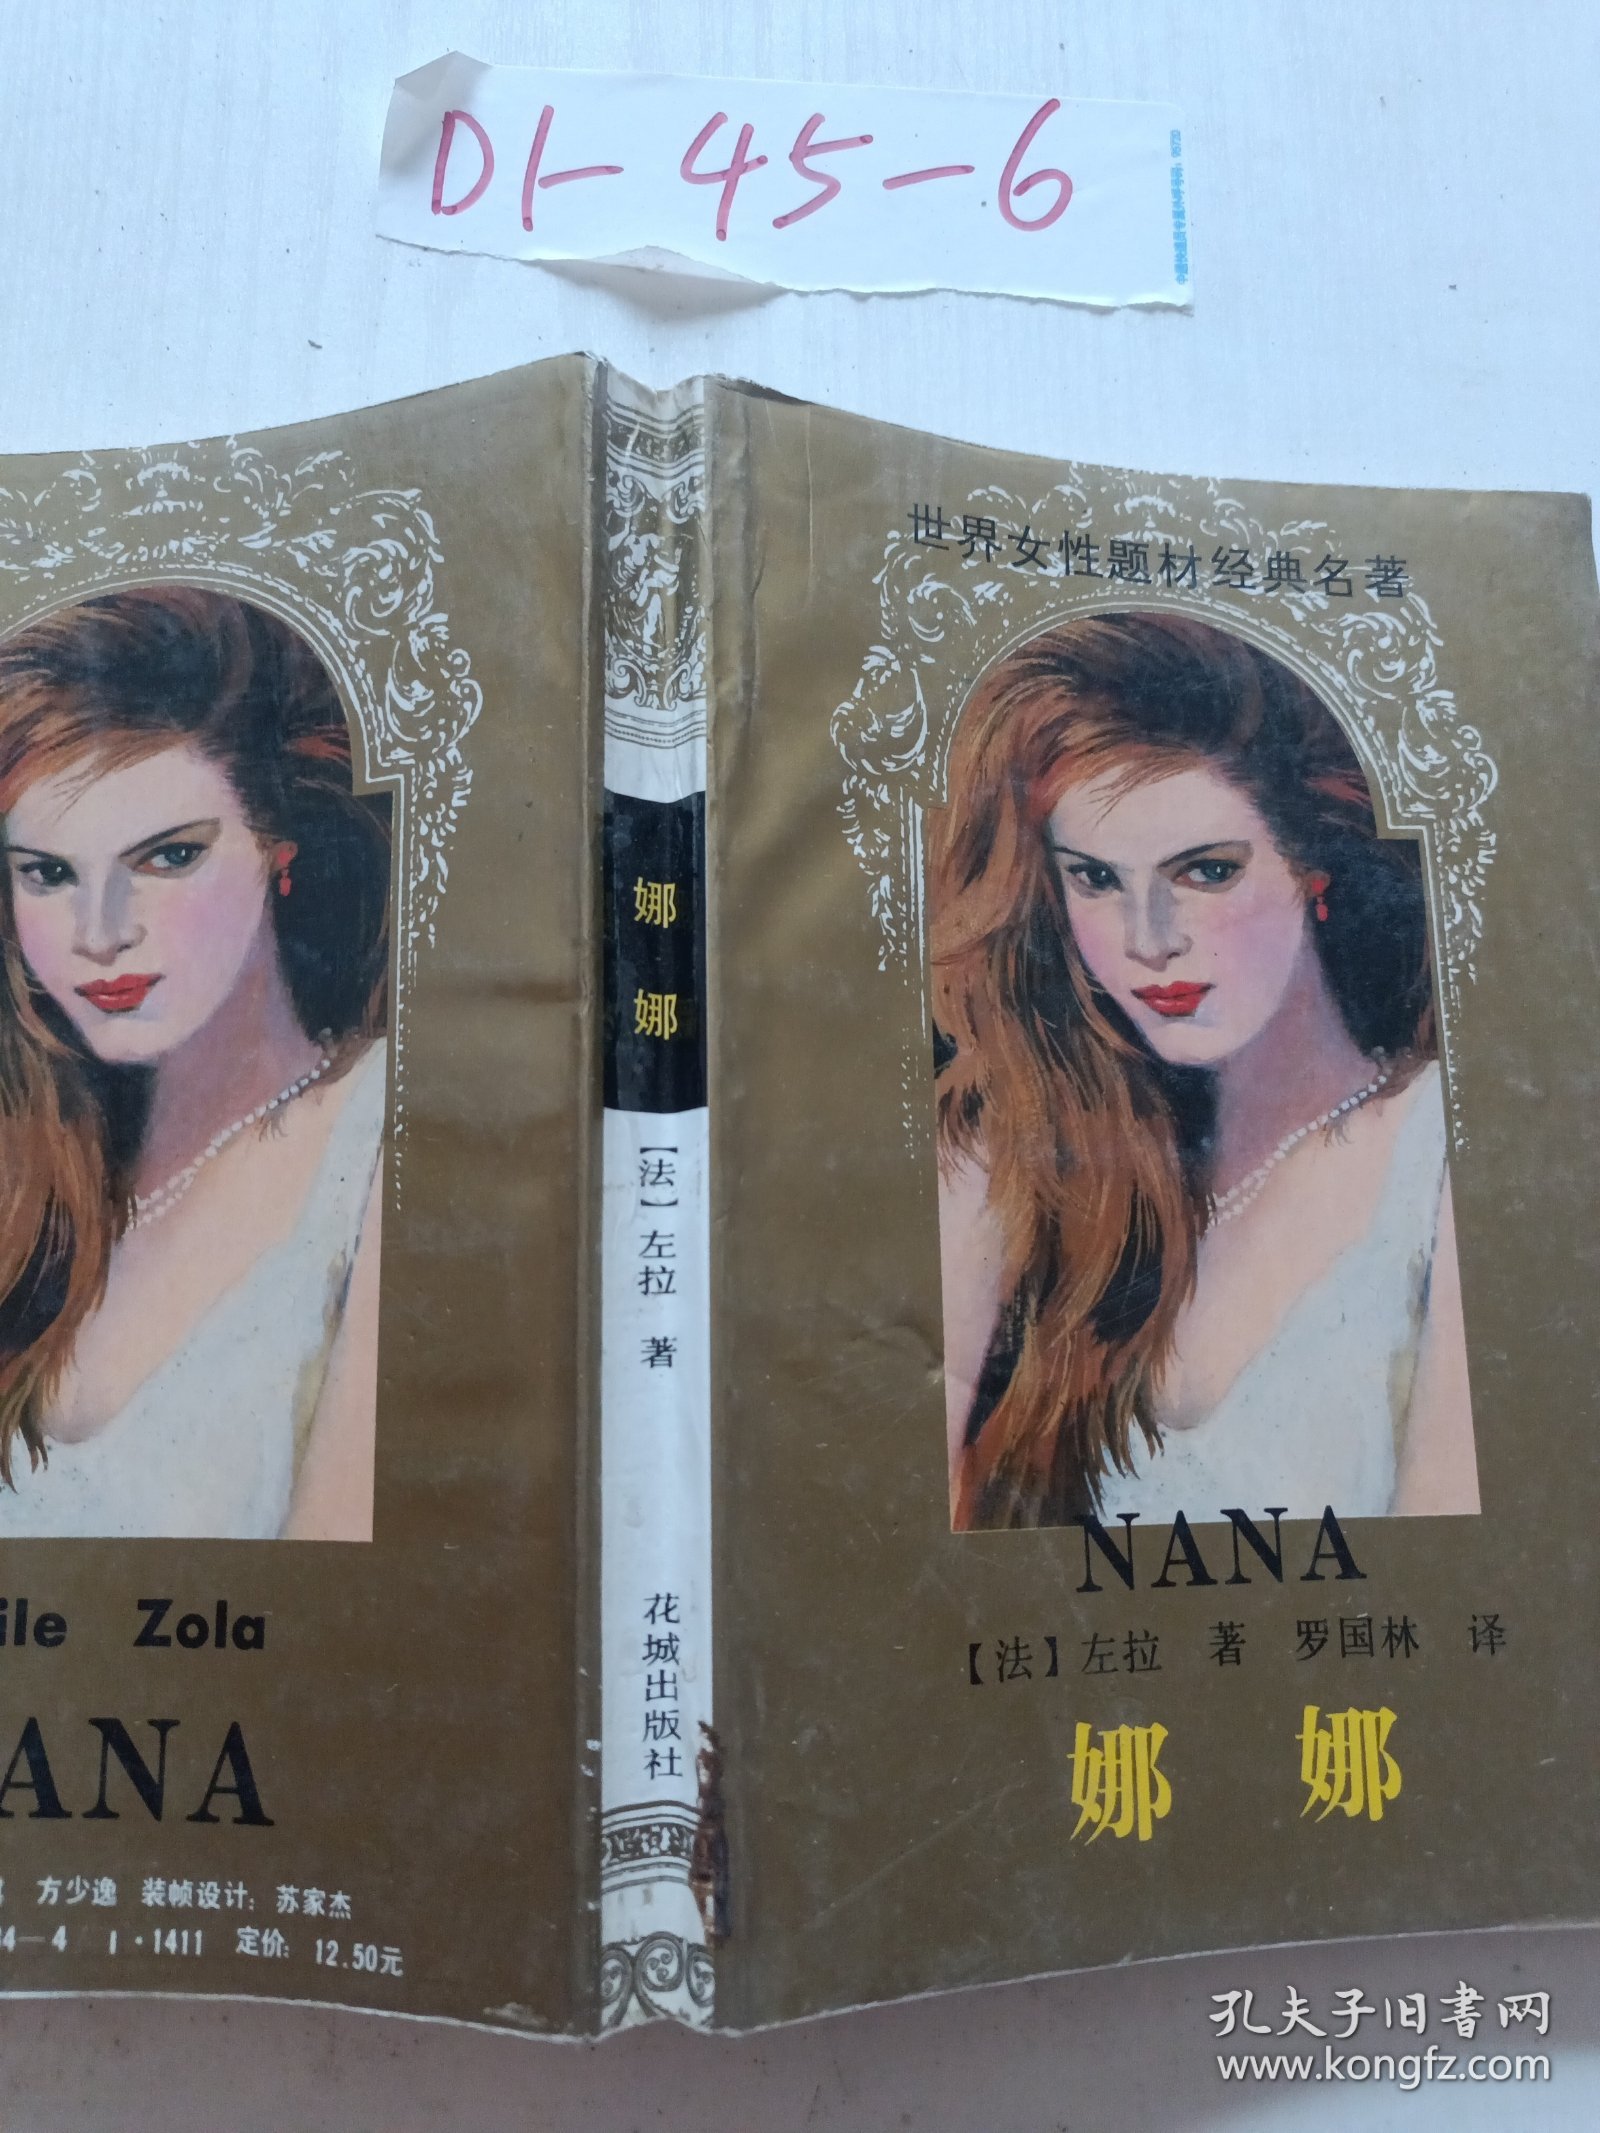 D1-45-6
世界女性题材经典名著
NANA
【法】左拉 著 罗国林 译
娜 娜
娜娜
【法】左拉 著
花城出版社
ile Zola
ANA
方少逸 装帧设计: 苏家杰
4-4 I·1411 定价: 12.50元
孔夫子旧书网
www.kongfz.com